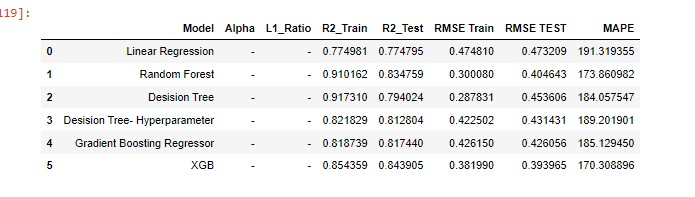 119]:
Model Alpha L1_Ratio R2_Train R2_Test RMSE Train RMSE TEST MAPE
0 Linear Regression - - 0.774981 0.774795 0.474810 0.473209 191.319355
1 Random Forest - - 0.910162 0.834759 0.300080 0.404643 173.860982
2 Desision Tree - - 0.917310 0.794024 0.287831 0.453606 184.057547
3 Desision Tree- Hyperparameter - - 0.821829 0.812804 0.422502 0.431431 189.201901
4 Gradient Boosting Regressor - - 0.818739 0.817440 0.426150 0.426056 185.129450
5 XGB - - 0.854359 0.843905 0.381990 0.393965 170.308896